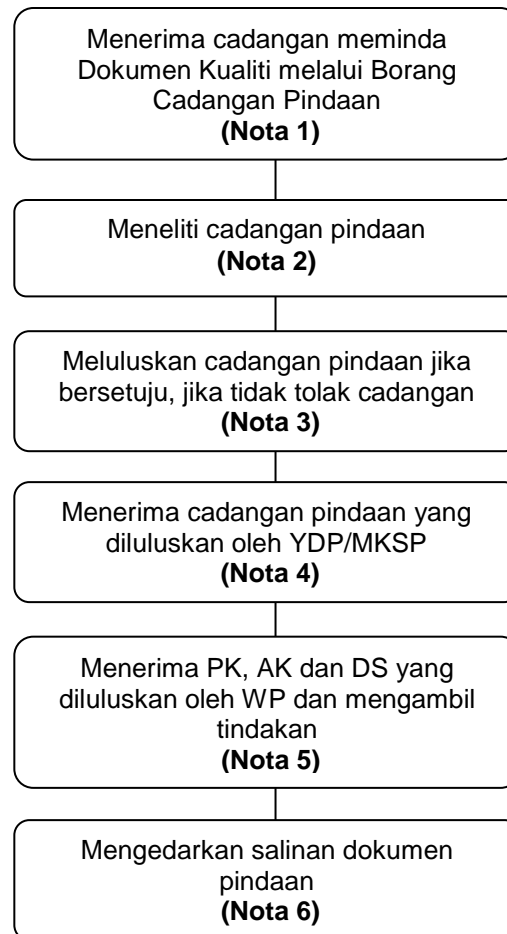 Menerima cadangan meminda
Dokumen Kualiti melalui Borang
Cadangan Pindaan
(Nota 1)
Meneliti cadangan pindaan
(Nota 2)
Meluluskan cadangan pindaan jika
bersetuju, jika tidak tolak cadangan
(Nota 3)
Menerima cadangan pindaan yang
diluluskan oleh YDP/MKSP
(Nota 4)
Menerima PK, AK dan DS yang
diluluskan oleh WP dan mengambil
tindakan
(Nota 5)
Mengedarkan salinan dokumen
pindaan
(Nota 6)